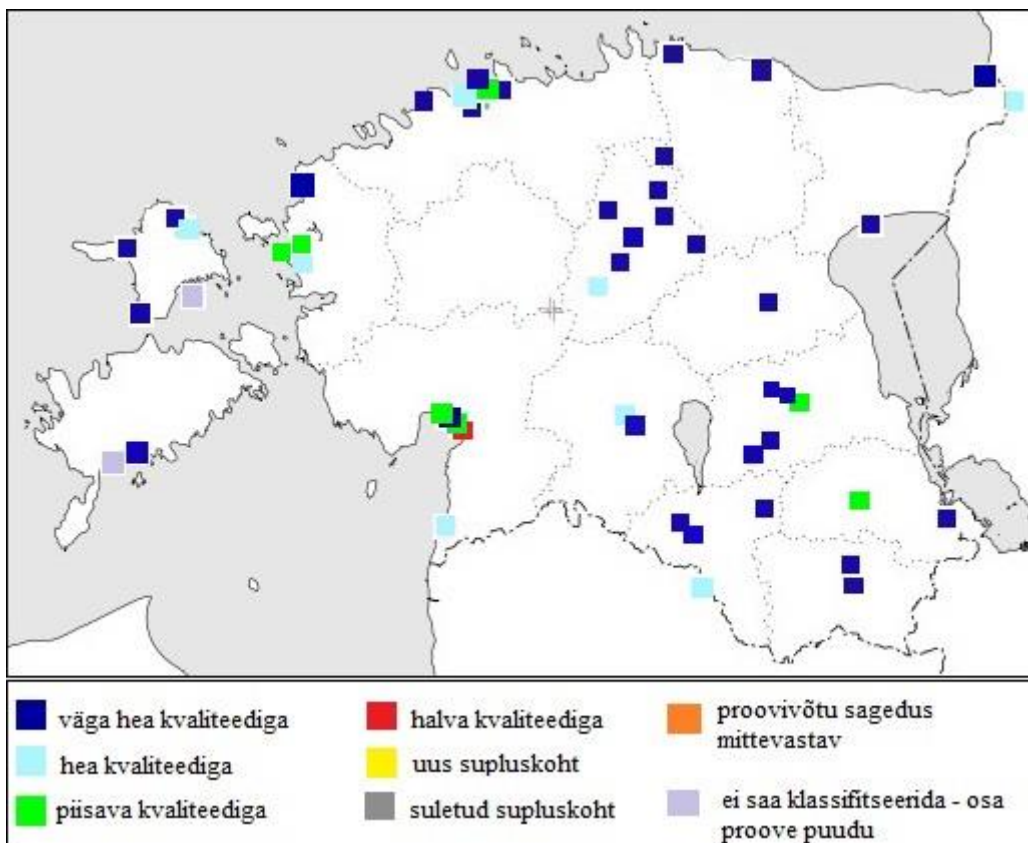 väga hea kvaliteediga
hea kvaliteediga
piisava kvaliteediga
halva kvaliteediga
uus supluskoht
suletud supluskoht
proovivõtu sagedus
mittevastav
ei saa klassifitseerida - osa
proove puudu